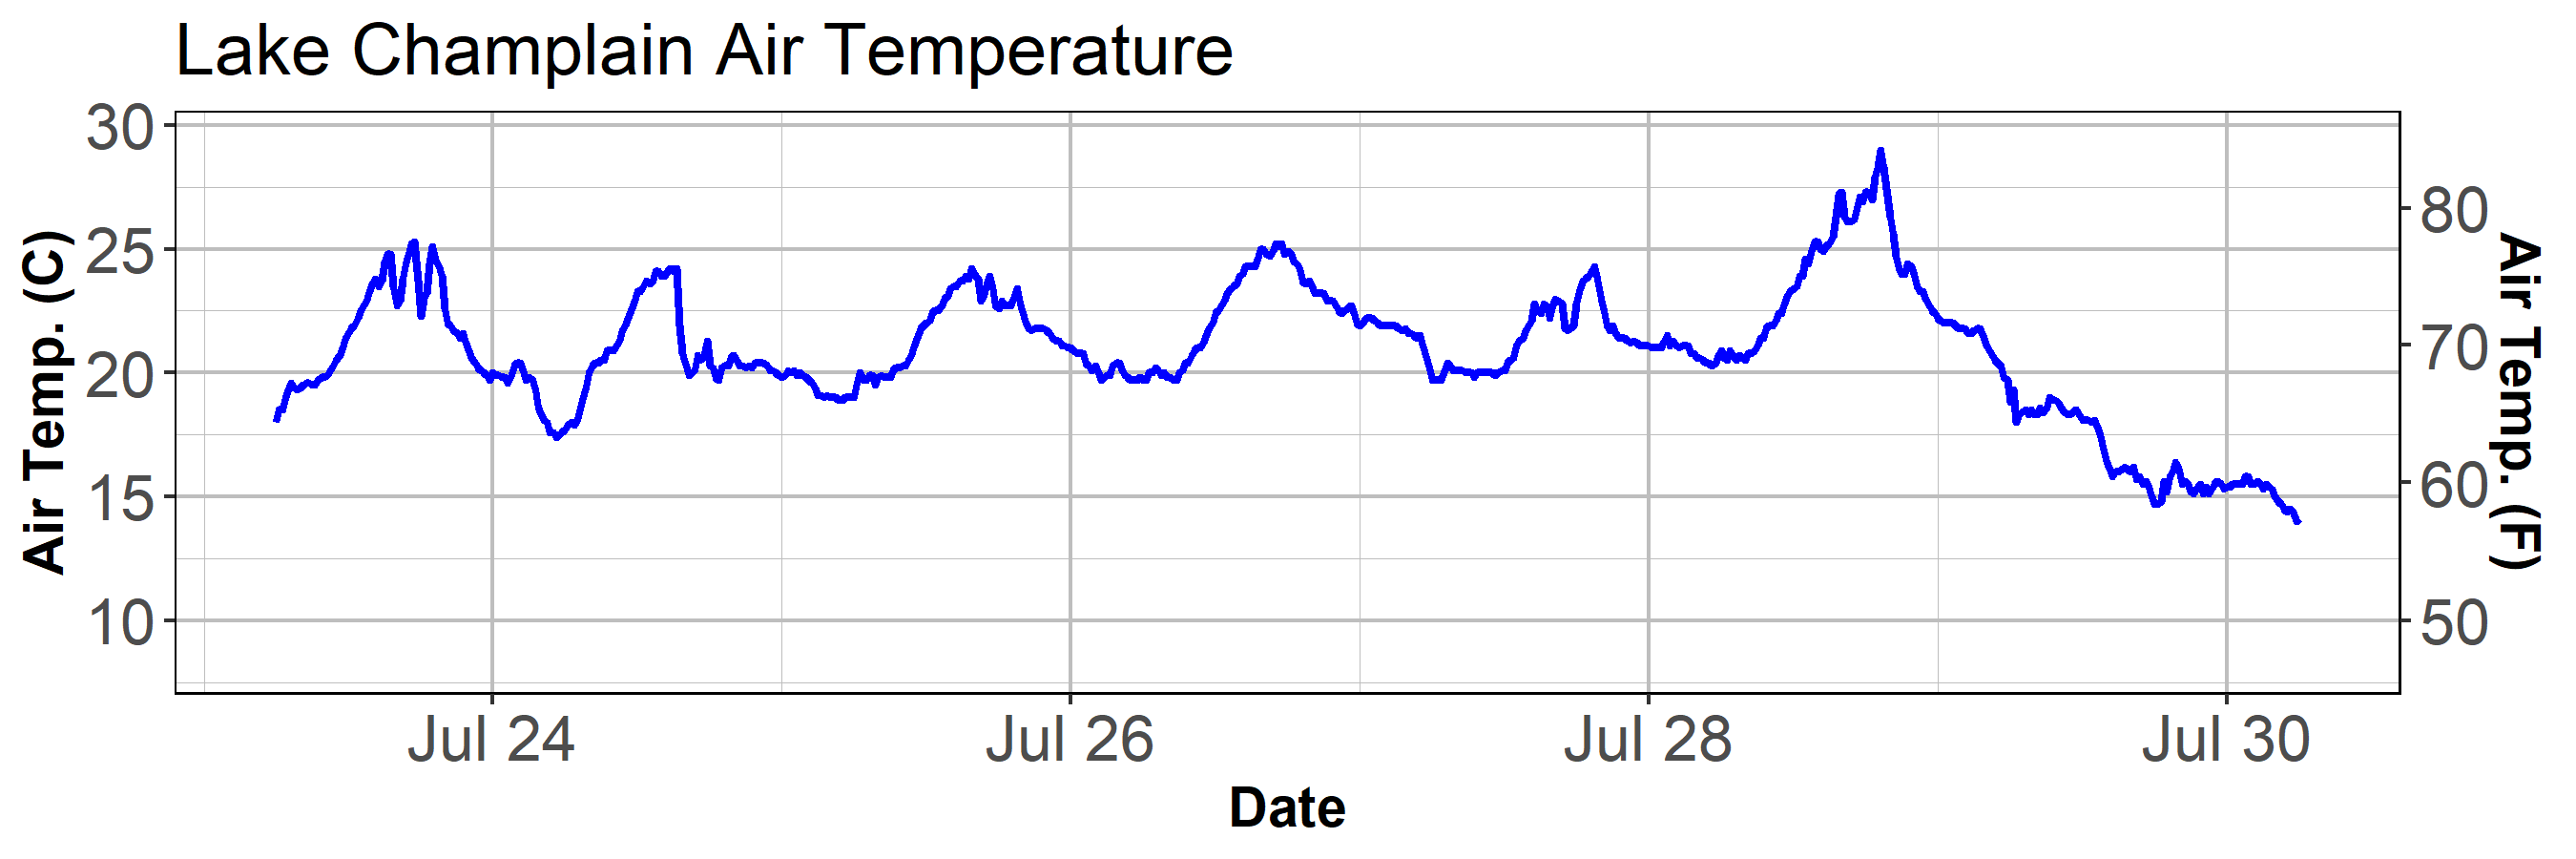 Lake Champlain Air Temperature
30
25
20
15
10
Air Temp. (C)
80
70
60
50
Air Temp. (F)
Jul 24 Jul 26 Jul 28 Jul 30
Date